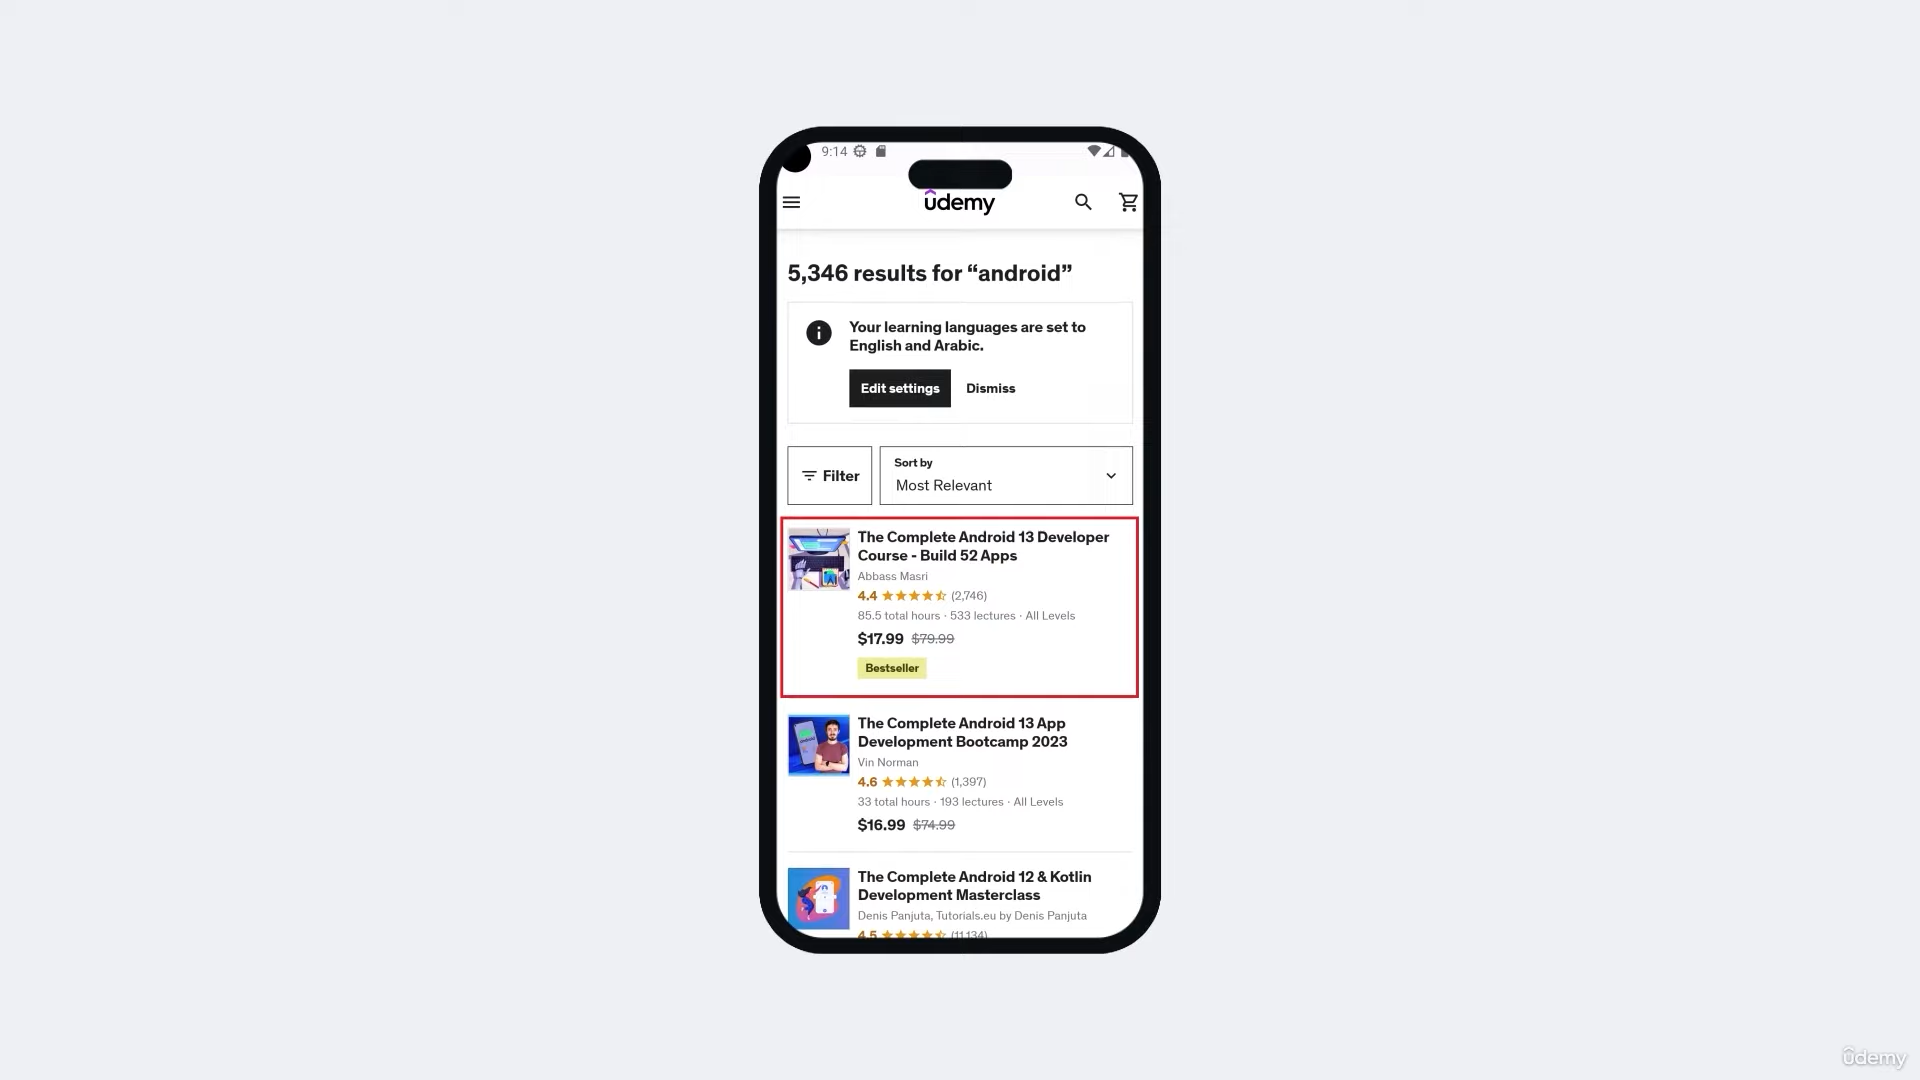 9:14
udemy
5,346 results for “android”
Your learning languages are set to
English and Arabic.
Edit settings
Dismiss
Filter
Sort by
Most Relevant
The Complete Android 13 Developer
Course - Build 52 Apps
Abbass Masri
4.4 (2,746)
85.5 total hours · 533 lectures · All Levels
$17.99 $79.99
Bestseller
The Complete Android 13 App
Development Bootcamp 2023
Vin Norman
4.6 (1,397)
33 total hours · 193 lectures · All Levels
$16.99 $74.99
The Complete Android 12 & Kotlin
Development Masterclass
Denis Panjuta, Tutorials.eu by Denis Panjuta
4.5 (11,134)
udemy